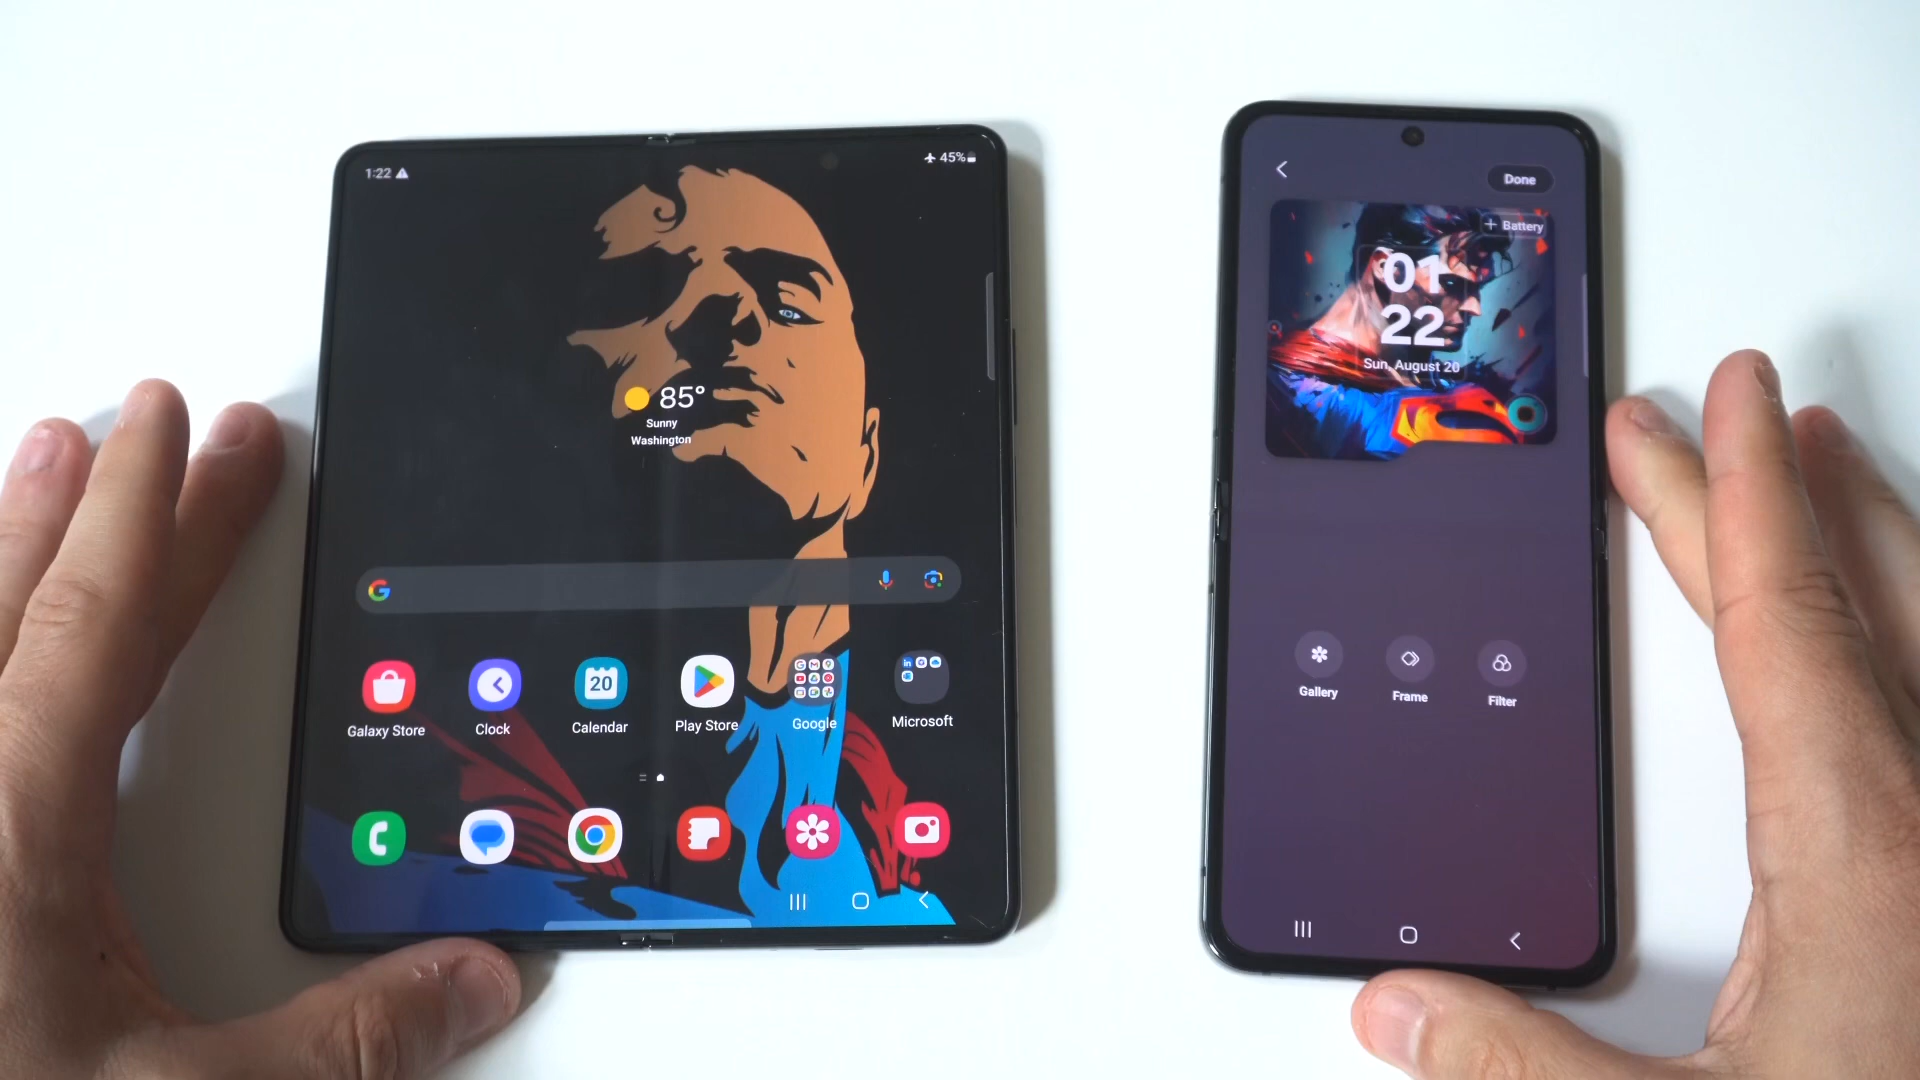 1:22
45%
85°
Sunny
Washington
Galaxy Store
Clock
20
Calendar
Play Store
Google
Microsoft
Done
+ Battery
01
22
Sun, August 20
Gallery
Frame
Filter